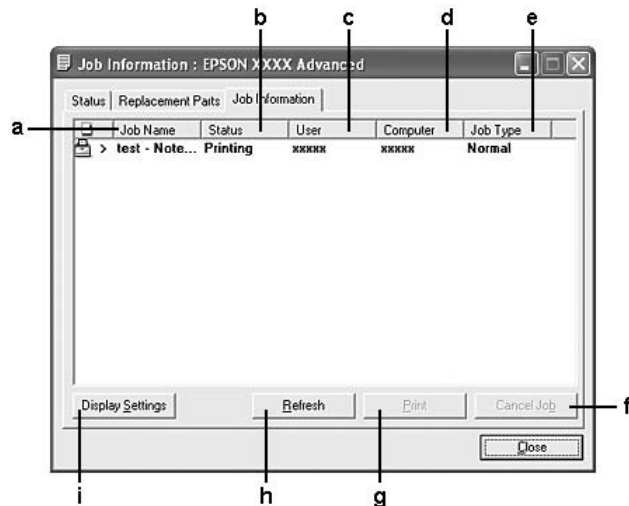 b c d e
Job Information : EPSON XXXX Advanced
Status Replacement Parts Job Information
a Job Name Status User Computer Job Type
> test - Note... Printing xxxxx xxxxx Normal
Display Settings Refresh Print Cancel Job f
Close
i h g